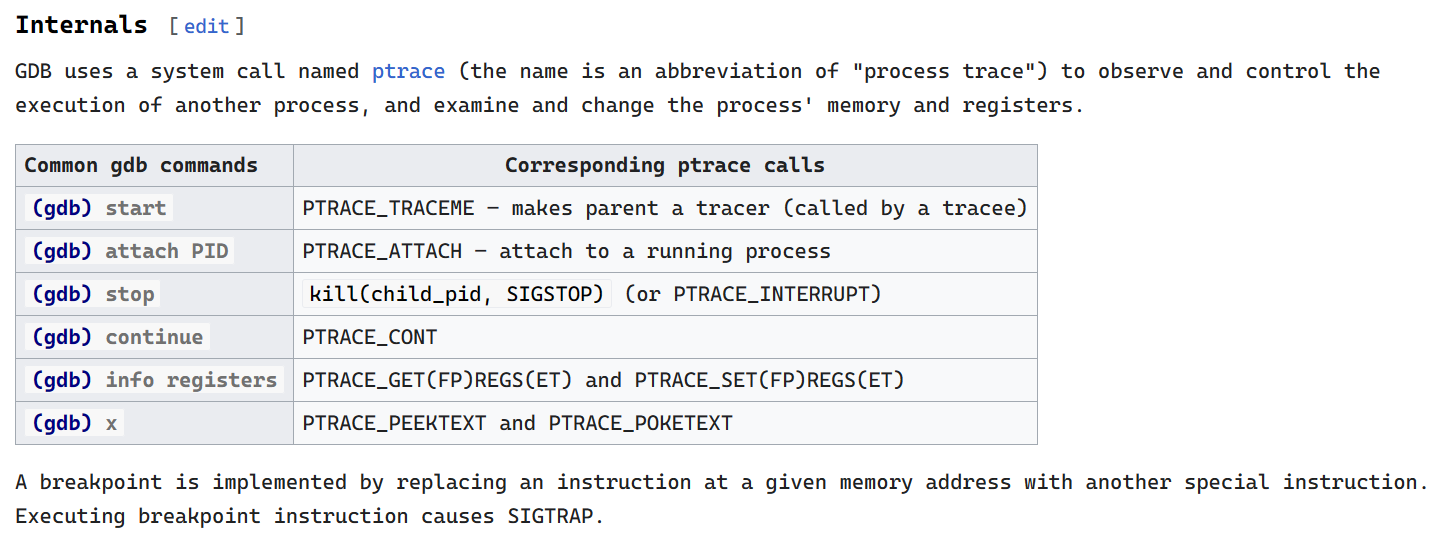 Internals [edit]
GDB uses a system call named ptrace (the name is an abbreviation of "process trace") to observe and control the
execution of another process, and examine and change the process' memory and registers.
Common gdb commands Corresponding ptrace calls
(gdb) start PTRACE_TRACEME – makes parent a tracer (called by a tracee)
(gdb) attach PID PTRACE_ATTACH – attach to a running process
(gdb) stop kill(child_pid, SIGSTOP) (or PTRACE_INTERRUPT)
(gdb) continue PTRACE_CONT
(gdb) info registers PTRACE_GET(FP)REGS(ET) and PTRACE_SET(FP)REGS(ET)
(gdb) x PTRACE_PEEKTEXT and PTRACE_POKETEXT
A breakpoint is implemented by replacing an instruction at a given memory address with another special instruction.
Executing breakpoint instruction causes SIGTRAP.